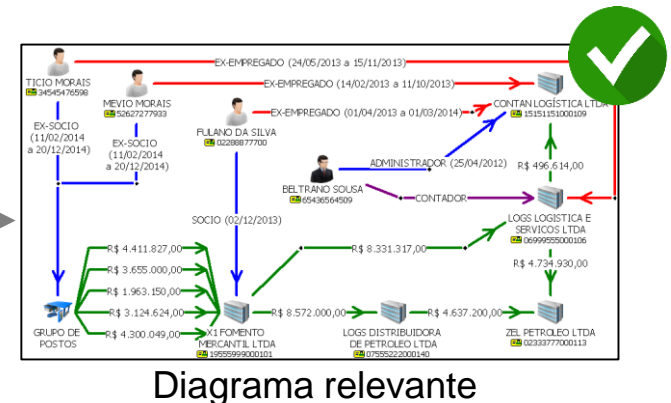 EX-EMPREGADO (24/05/2013 a 15/11/2013)
TICIO MORAIS
34545476598
EX-EMPREGADO (14/02/2013 a 11/10/2013)
MEVIO MORAIS
52627277933
CONTAN LOGÍSTICA LTDA
15151151000109
EX-EMPREGADO (01/04/2013 a 01/03/2014)
FULANO DA SILVA
02288877700
EX-SOCIO
(11/02/2014
a 20/12/2014)
EX-SOCIO
(11/02/2014
a 20/12/2014)
ADMINISTRADOR (25/04/2012)
R$ 496.614,00
BELTRANO SOUSA
65436564509
CONTADOR
LOGS LOGISTICA E
SERVICOS LTDA
06999555000106
SOCIO (02/12/2013)
R$ 4.411.827,00
R$ 8.331.317,00
R$ 4.734.930,00
R$ 3.655.000,00
R$ 1.963.150,00
R$ 3.124.624,00
R$ 8.572.000,00
R$ 4.637.200,00
R$ 4.300.049,00
GRUPO DE
POSTOS
X1 FOMENTO
MERCANTIL LTDA
19555999000101
LOGS DISTRIBUIDORA
DE PETROLEO LTDA
07555222000140
ZEL PETROLEO LTDA
02333777000113
Diagrama relevante